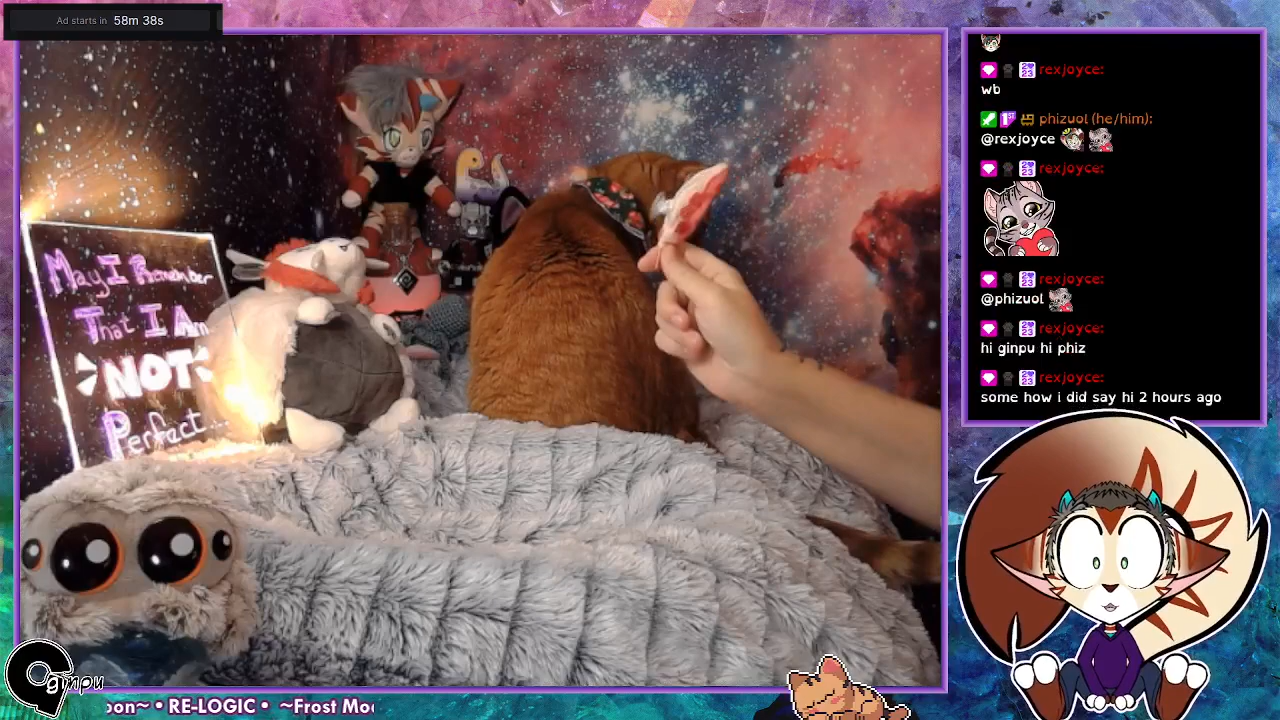 Ad starts in 58m 38s
May I Remember
That I Am
NOT
Perfect...
rexjoyce:
wb
phizuol (he/him):
@rexjoyce
rexjoyce:
rexjoyce:
@phizuol
rexjoyce:
hi ginpu hi phiz
rexjoyce:
some how i did say hi 2 hours ago
ginpu
oon~ • RE-LOGIC • ~Frost Moo